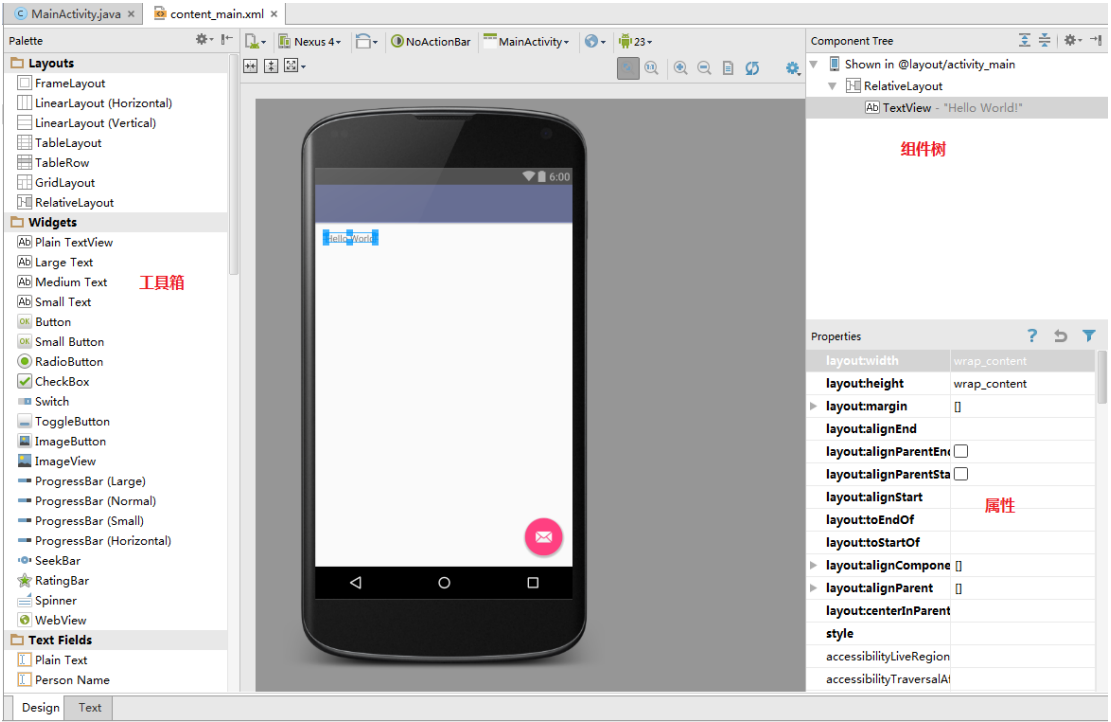 MainActivity.java
content_main.xml
Palette
Layouts
FrameLayout
LinearLayout (Horizontal)
LinearLayout (Vertical)
TableLayout
TableRow
GridLayout
RelativeLayout
Widgets
Plain TextView
Large Text
Medium Text
Small Text
Button
Small Button
RadioButton
CheckBox
Switch
ToggleButton
ImageButton
ImageView
ProgressBar (Large)
ProgressBar (Normal)
ProgressBar (Small)
ProgressBar (Horizontal)
SeekBar
RatingBar
Spinner
WebView
Text Fields
Plain Text
Person Name
工具箱
Nexus 4
NoActionBar
MainActivity
23
6:00
Hello World!
Component Tree
Shown in @layout/activity_main
RelativeLayout
TextView - "Hello World!"
组件树
Properties
layout:width wrap_content
layout:height wrap_content
layout:margin []
layout:alignEnd
layout:alignParentEn
layout:alignParentSta
layout:alignStart
layout:toEndOf
layout:toStartOf
layout:alignCompone []
layout:alignParent []
layout:centerInParent
style
accessibilityLiveRegion
accessibilityTraversalA
属性
Design
Text